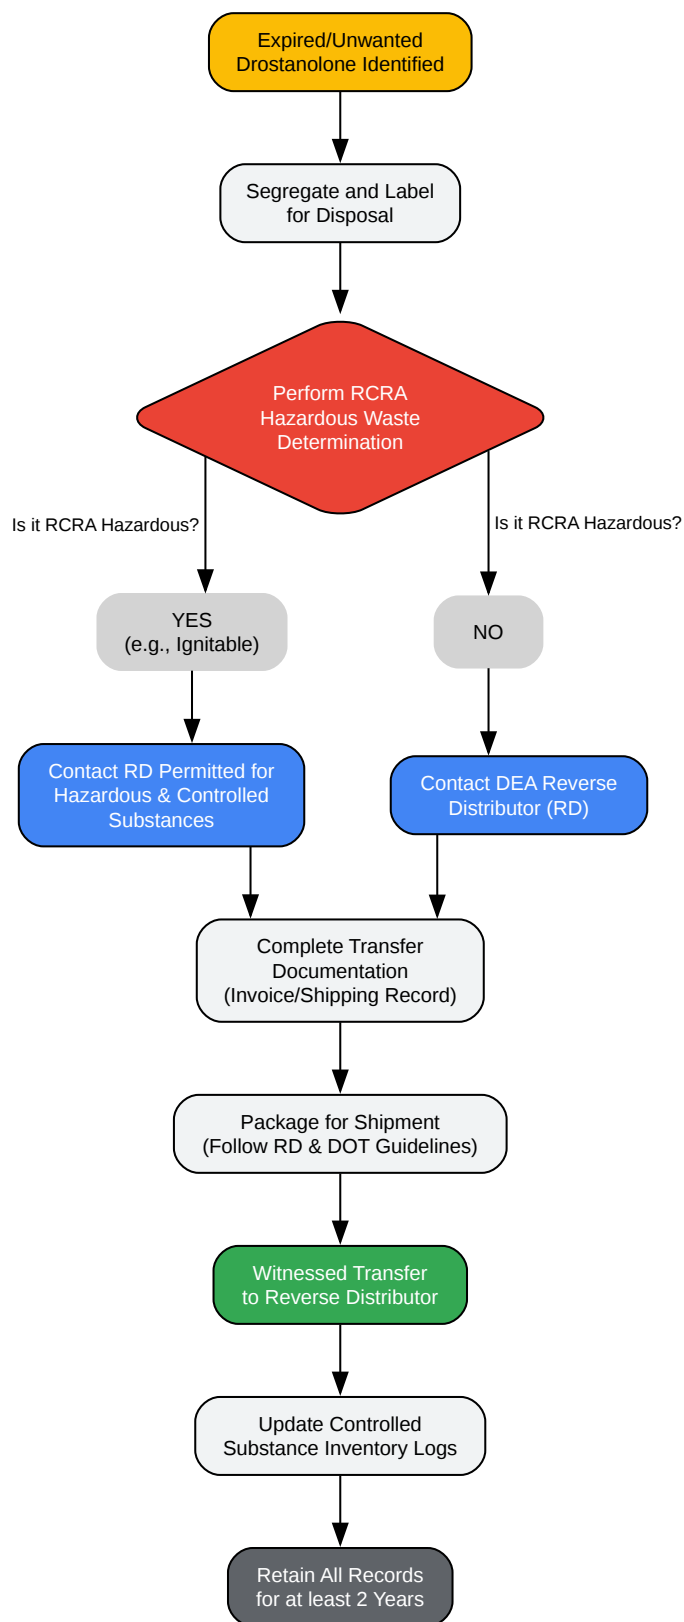 Expired/Unwanted
Drostanolone Identified
Segregate and Label
for Disposal
Perform RCRA
Hazardous Waste
Determination
Is it RCRA Hazardous?
Is it RCRA Hazardous?
YES
(e.g., Ignitable)
NO
Contact RD Permitted for
Hazardous & Controlled
Substances
Contact DEA Reverse
Distributor (RD)
Complete Transfer
Documentation
(Invoice/Shipping Record)
Package for Shipment
(Follow RD & DOT Guidelines)
Witnessed Transfer
to Reverse Distributor
Update Controlled
Substance Inventory Logs
Retain All Records
for at least 2 Years